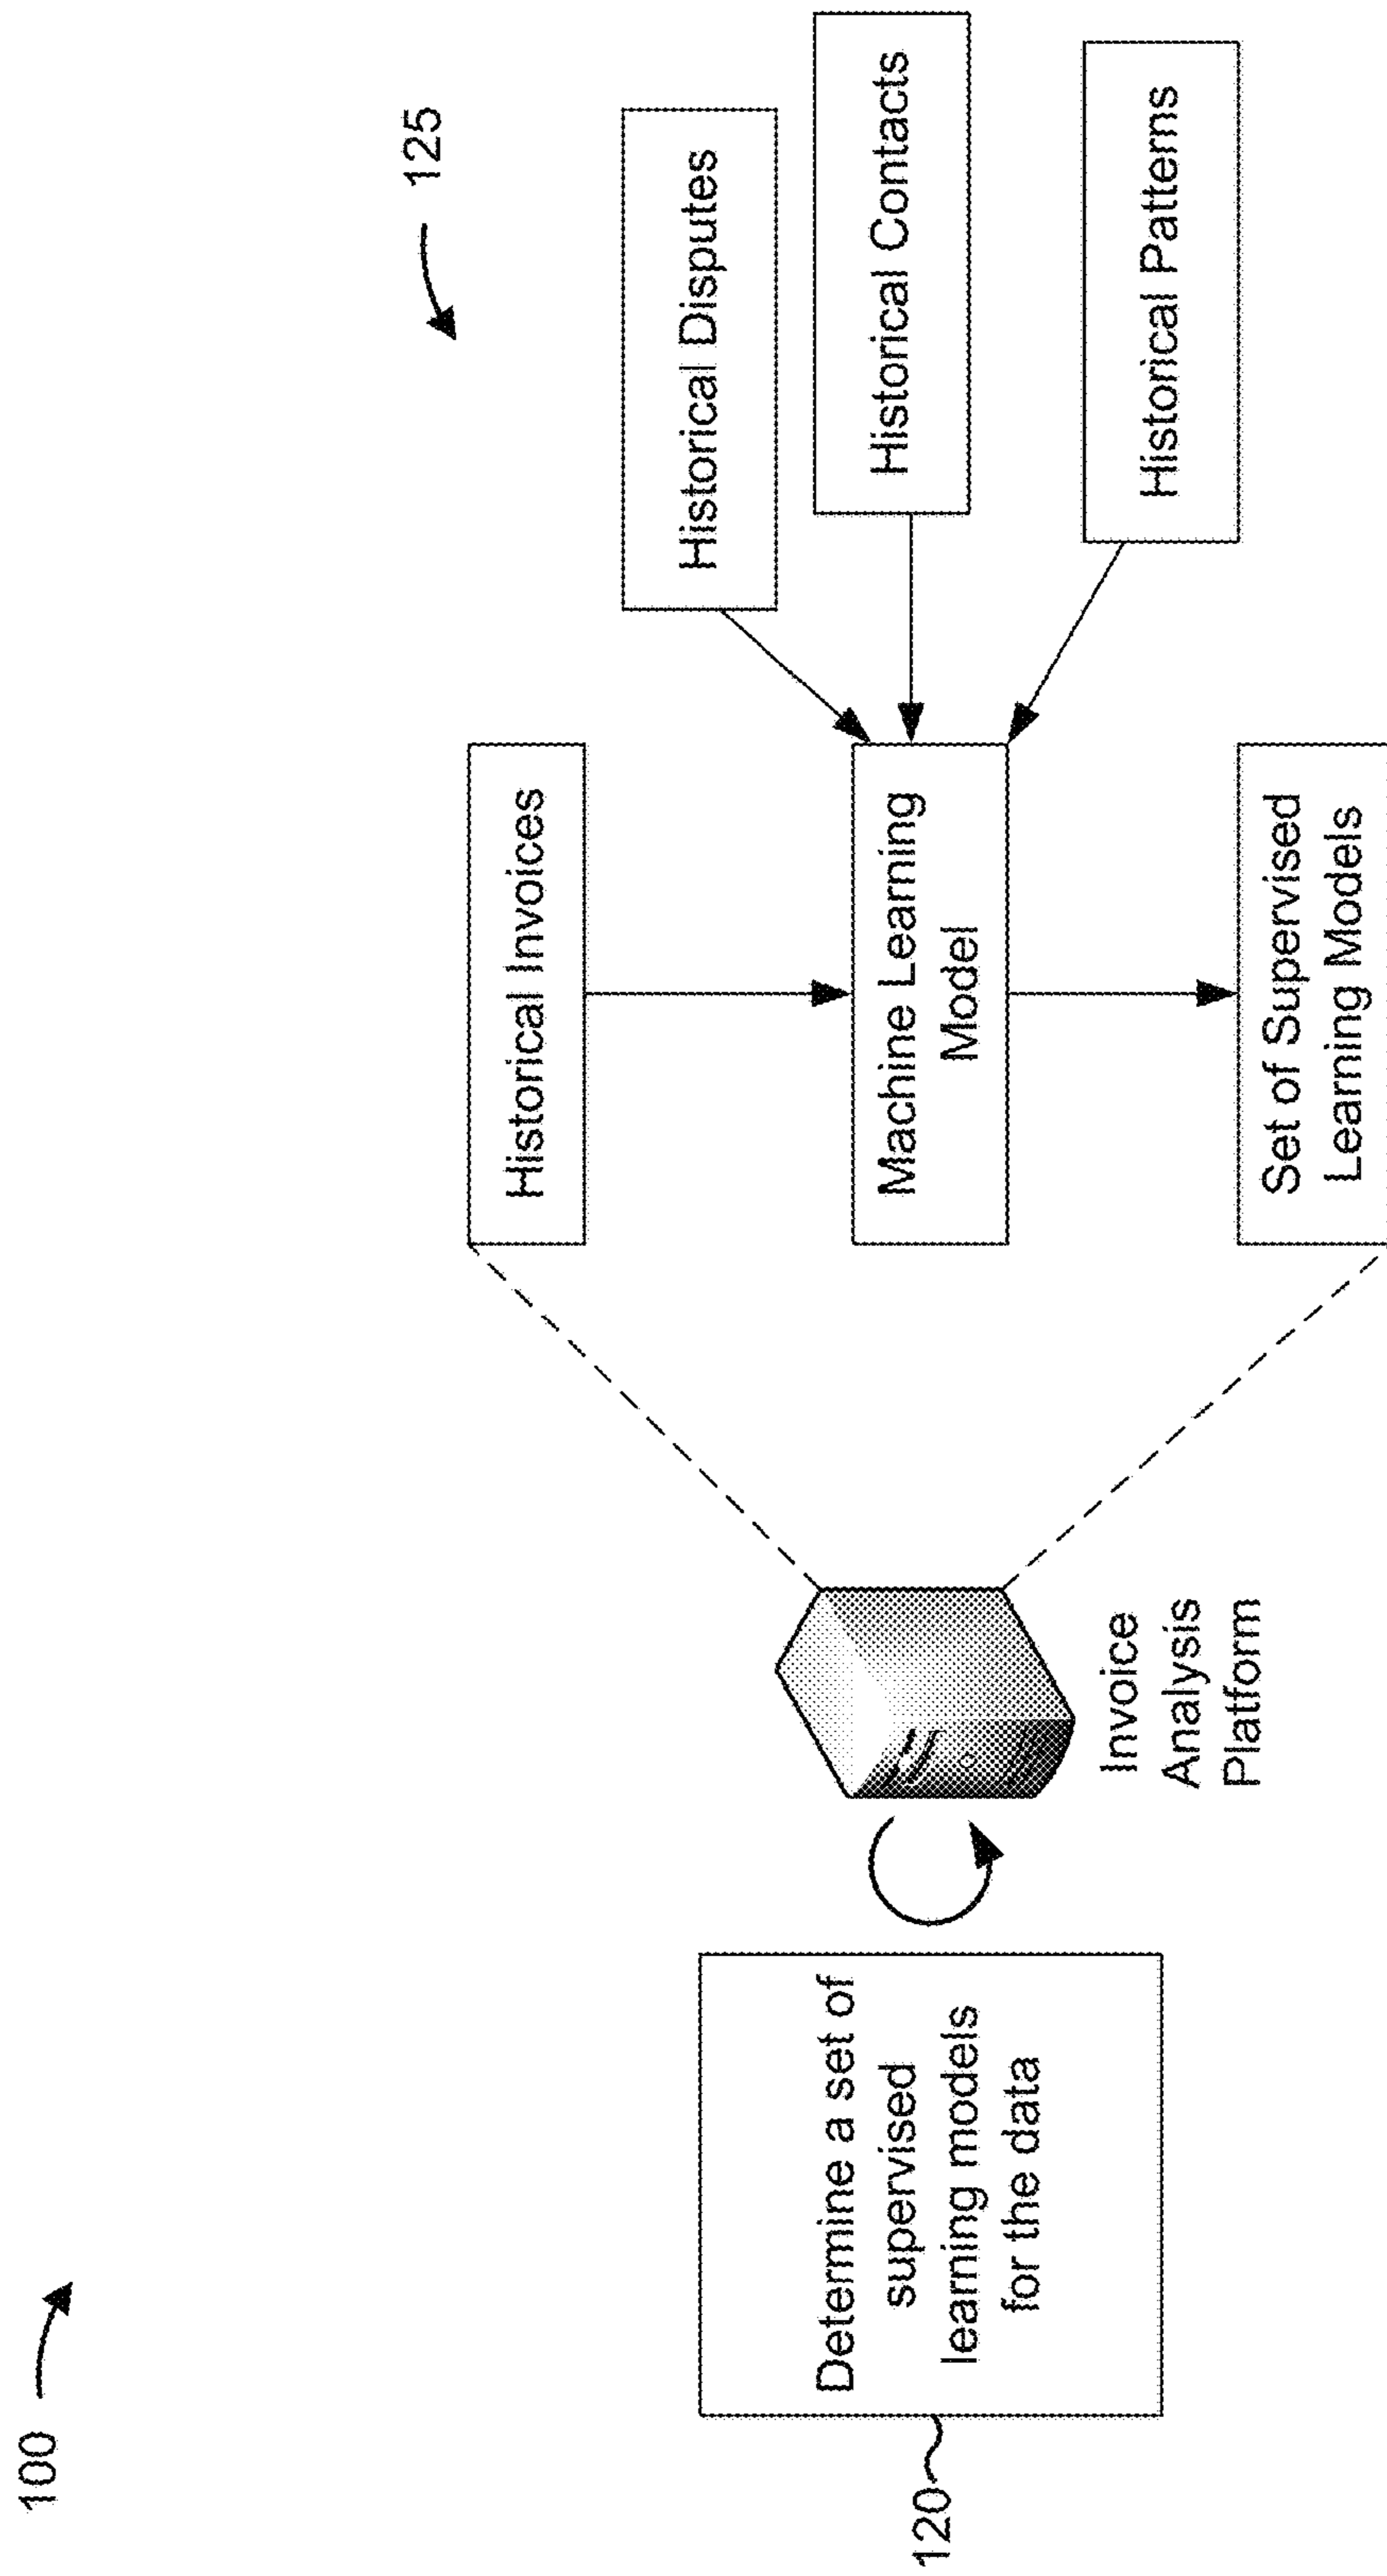 100
125
120
Determine a set of
supervised
learning models
for the data
Invoice
Analysis
Platform
Historical Invoices
Machine Learning
Model
Set of Supervised
Learning Models
Historical Disputes
Historical Contacts
Historical Patterns